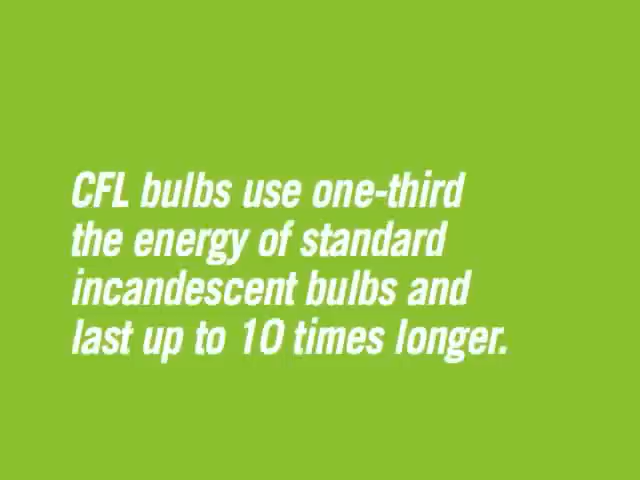 CFL bulbs use one-third
the energy of standard
incandescent bulbs and
last up to 10 times longer.